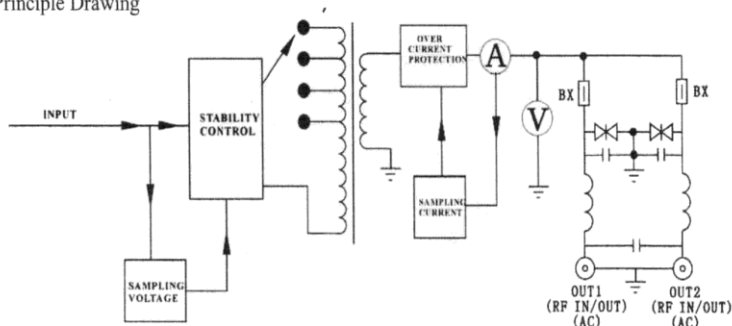 Principle Drawing
INPUT
STABILITY
CONTROL
SAMPLING
VOLTAGE
OVER
CURRENT
PROTECTION
A
V
SAMPLING
CURRENT
BX
BX
OUT1
(RF IN/OUT)
(AC)
OUT2
(RF IN/OUT)
(AC)